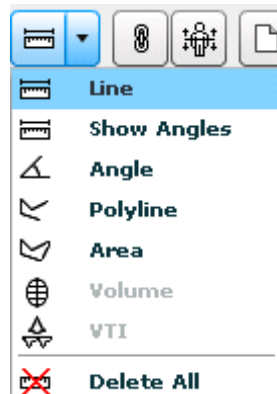 Line
Show Angles
Angle
Polyline
Area
Volume
VTI
Delete All